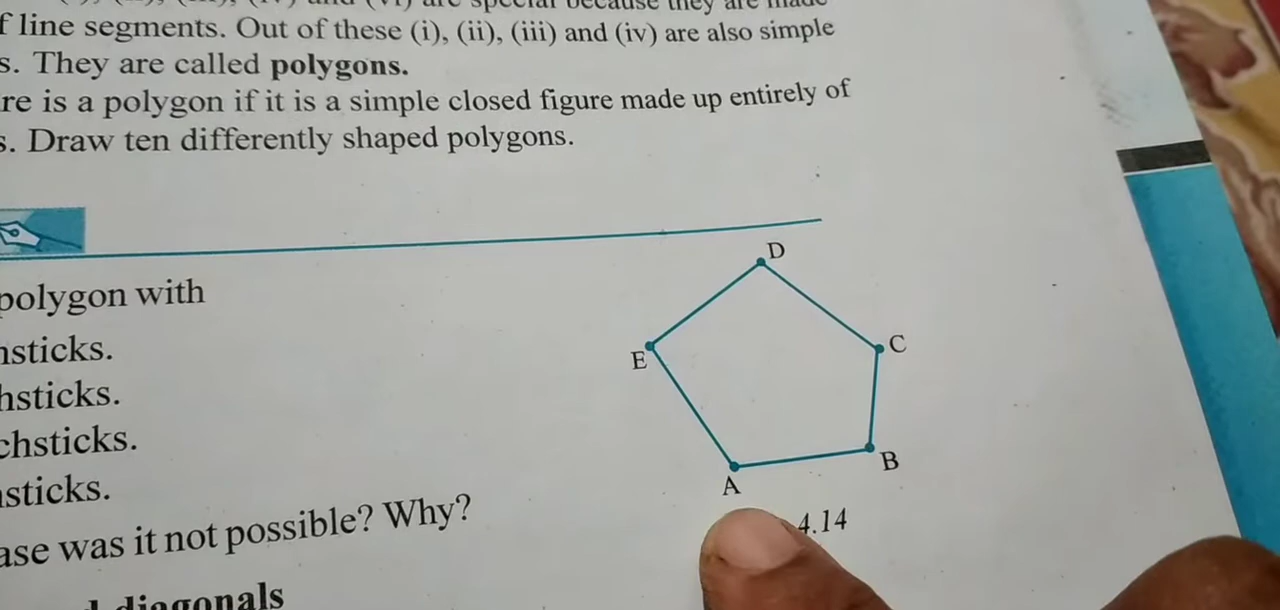 f line segments. Out of these (i), (ii), (iii) and (iv) are also simple
s. They are called polygons.
re is a polygon if it is a simple closed figure made up entirely of
s. Draw ten differently shaped polygons.
D
polygon with
C
hsticks.
E
hsticks.
chsticks.
B
hsticks.
A
4.14
ase was it not possible? Why?
diagonals